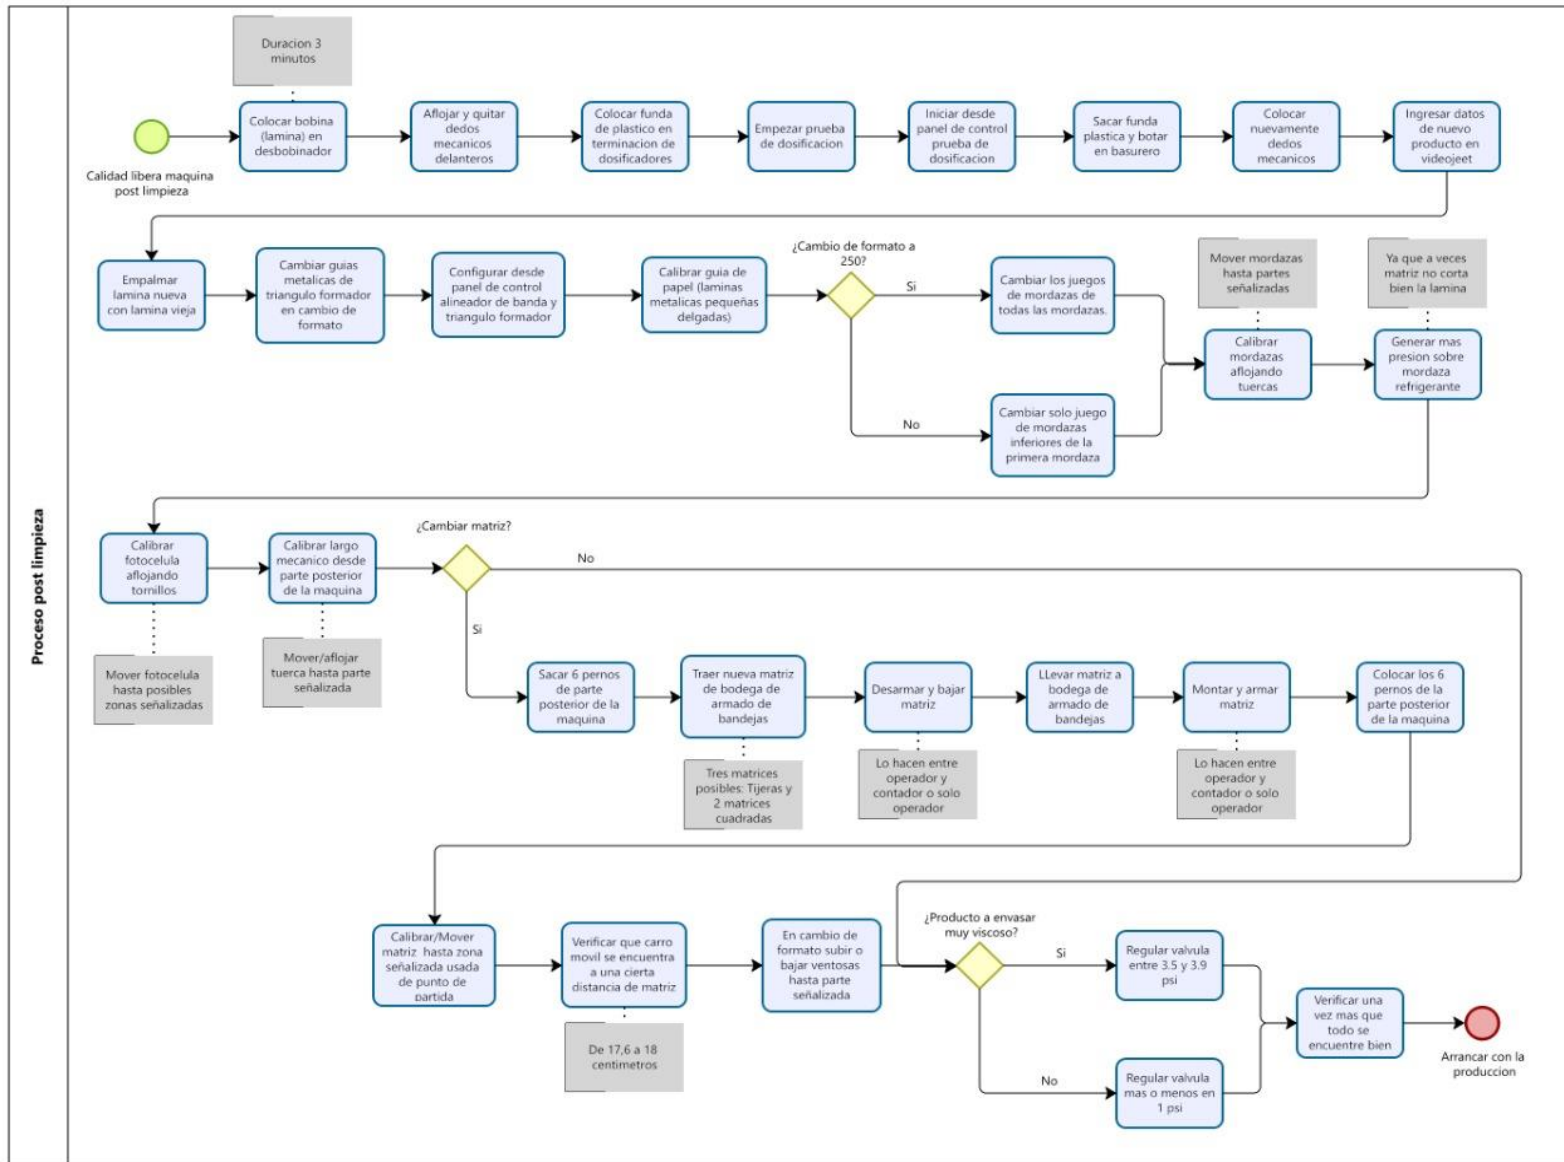 Proceso post limpieza
Duracion 3
minutos
Calidad libera maquina
post limpieza
Colocar bobina
(lamina) en
desbobinador
Aflojar y quitar
dedos
mecanicos
delanteros
Colocar funda
de plastico en
terminacion de
dosificadores
Empezar prueba
de dosificacion
Iniciar desde
panel de control
prueba de
dosificacion
Sacar funda
plastica y botar
en basurero
Colocar
nuevamente
dedos
mecanicos
Ingresar datos
de nuevo
producto en
videojeet
Empalmar
lamina nueva
con lamina vieja
Cambiar guias
metalicas de
triangulo formador
en cambio de
formato
Configurar desde
panel de control
alineador de banda y
triangulo formador
Calibrar guia de
papel (laminas
metalicas pequeñas
delgadas)
¿Cambio de formato a
250?
Si
Cambiar los juegos
de mordazas de
todas las mordazas.
No
Cambiar solo juego
de mordazas
inferiores de la
primera mordaza
Mover mordazas
hasta partes
señalizadas
Calibrar
mordazas
aflojando
tuercas
Ya que a veces
matriz no corta
bien la lamina
Generar mas
presion sobre
mordaza
refrigerante
Calibrar
fotocelula
aflojando
tornillos
Mover fotocelula
hasta posibles
zonas señalizadas
Calibrar largo
mecanico desde
parte posterior
de la maquina
Mover/aflojar
tuerca hasta parte
señalizada
¿Cambiar matriz?
No
Si
Sacar 6 pernos
de parte
posterior de la
maquina
Traer nueva matriz
de bodega de
armado de
bandejas
Tres matrices
posibles: Tijeras y
2 matrices
cuadradas
Desarmar y bajar
matriz
Lo hacen entre
operador y
contador o solo
operador
LLevar matriz a
bodega de
armado de
bandejas
Montar y armar
matriz
Lo hacen entre
operador y
contador o solo
operador
Colocar los 6
pernos de la
parte posterior
de la maquina
Calibrar/Mover
matriz hasta zona
señalizada usada
de punto de
partida
Verificar que carro
movil se encuentra
a una cierta
distancia de matriz
De 17,6 a 18
centimetros
En cambio de
formato subir o
bajar ventosas
hasta parte
señalizada
¿Producto a envasar
muy viscoso?
Si
Regular valvula
entre 3.5 y 3.9
psi
No
Regular valvula
mas o menos en
1 psi
Verificar una
vez mas que
todo se
encuentre bien
Arrancar con la
produccion